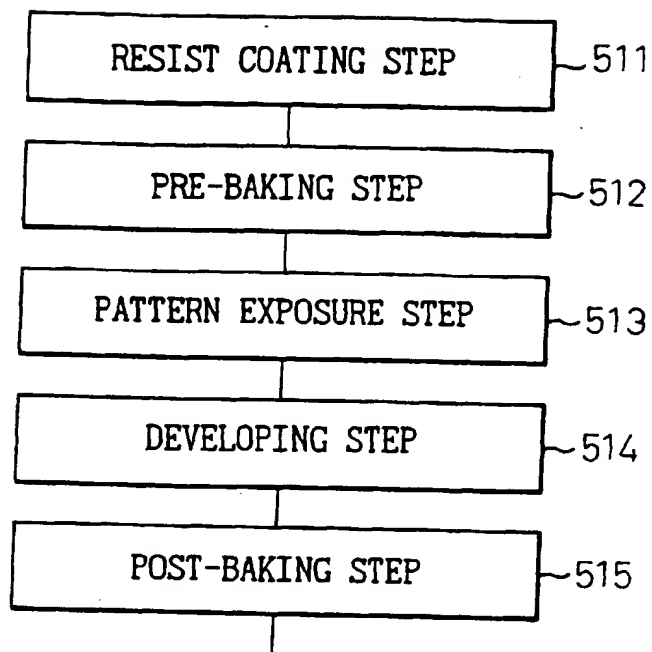 RESIST COATING STEP 511
PRE-BAKING STEP 512
PATTERN EXPOSURE STEP 513
DEVELOPING STEP 514
POST-BAKING STEP 515